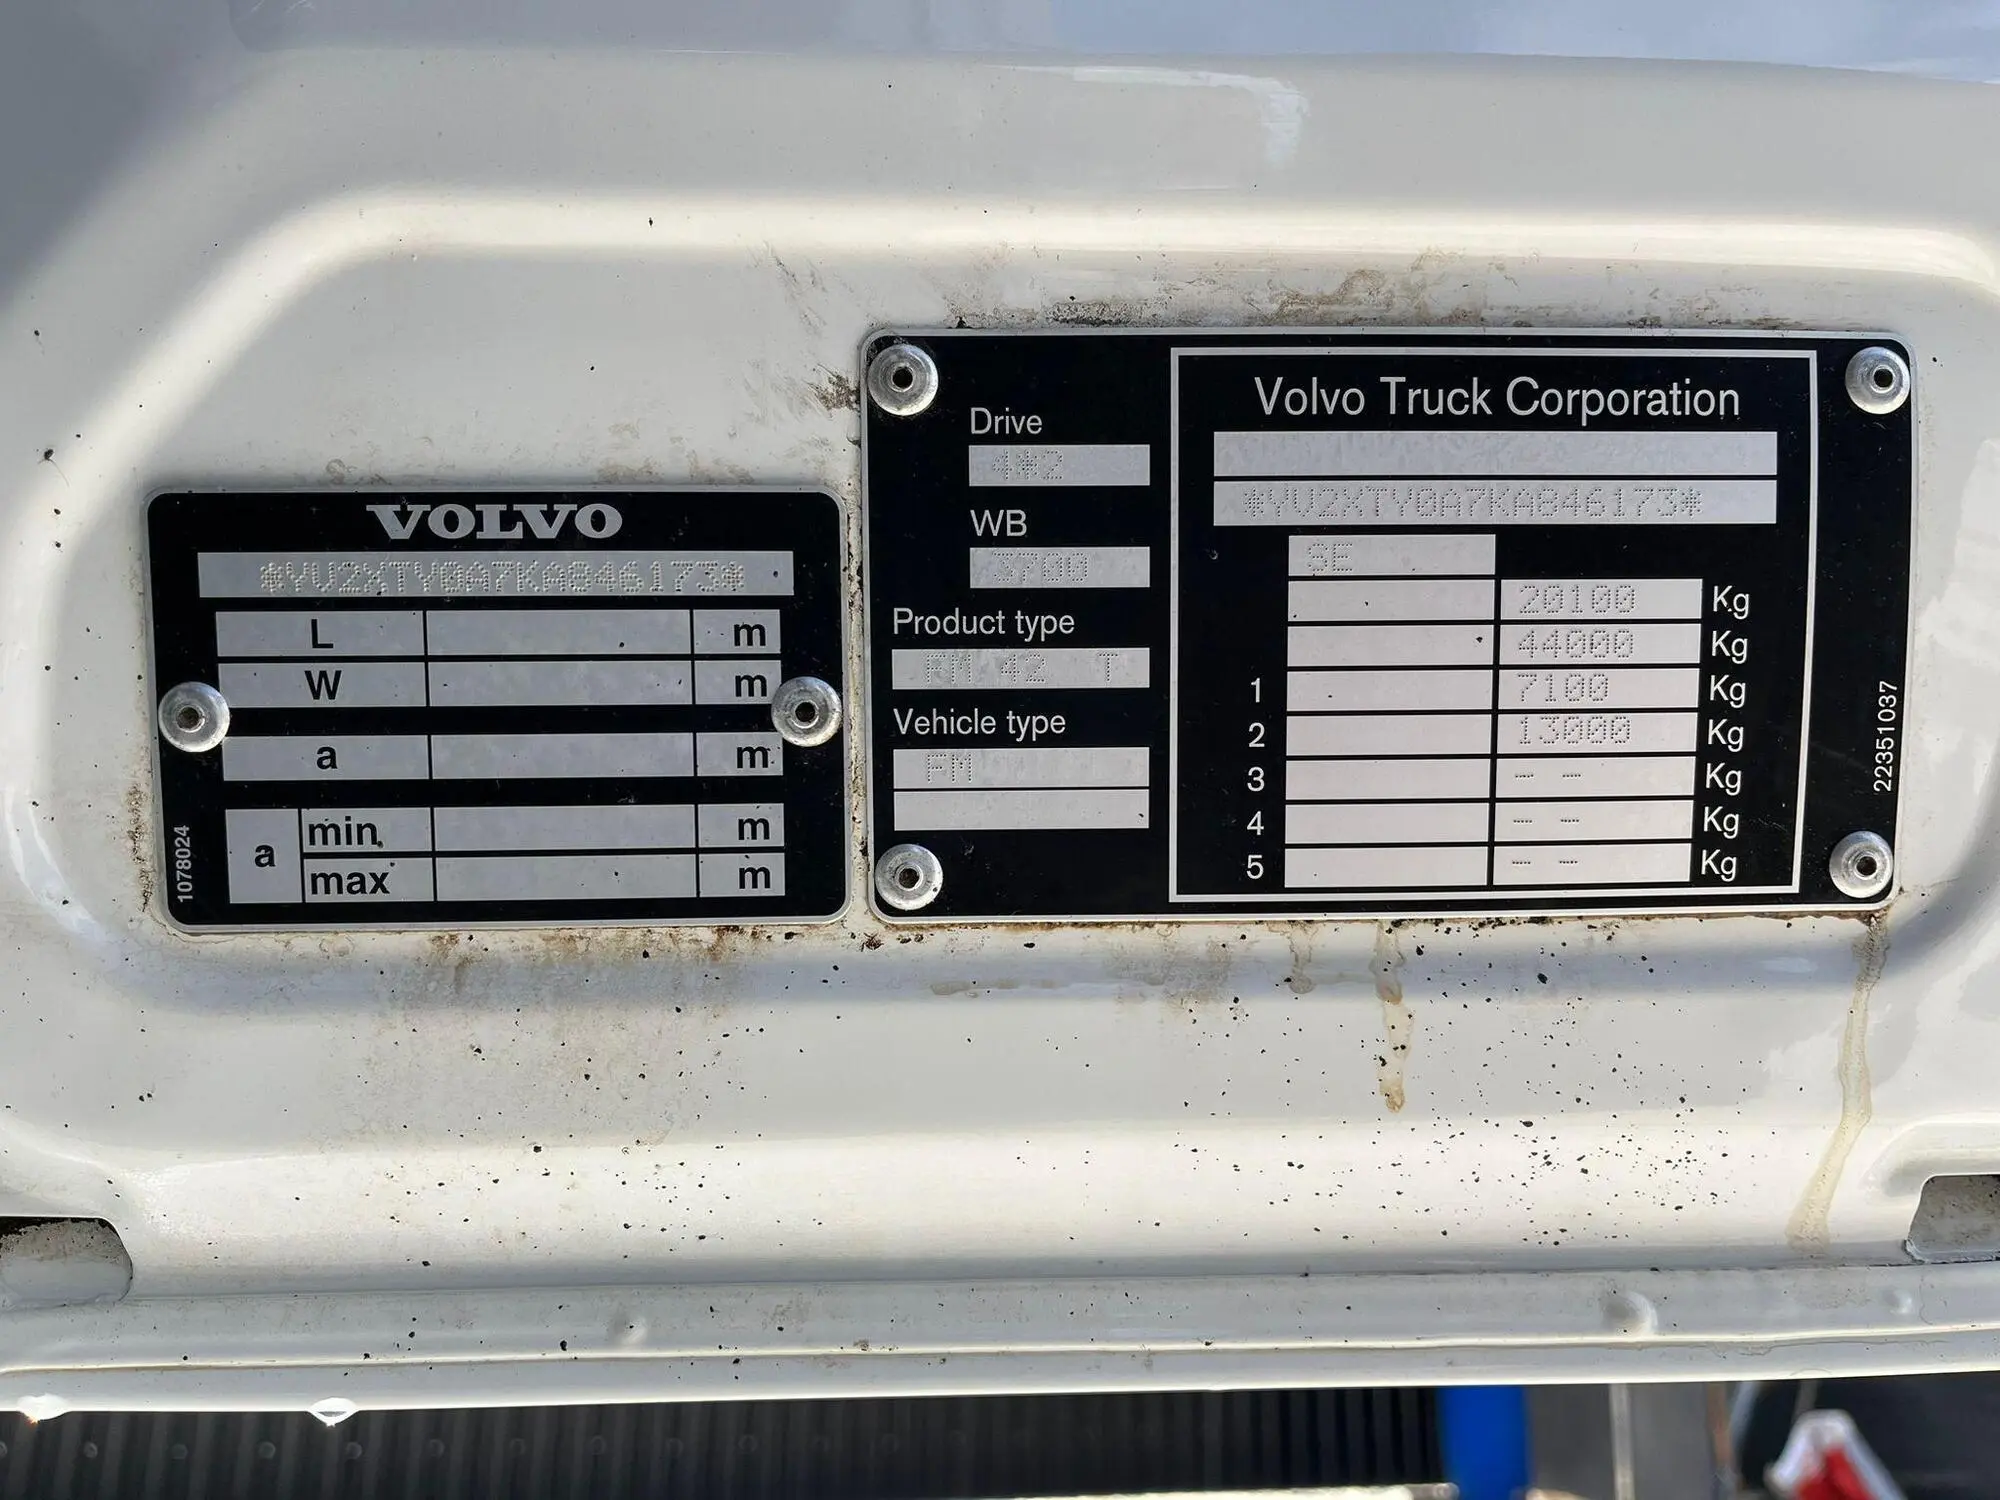 VOLVO
*YV2XTY0A7KA846173*
L m
W m
a m
a min m
max m
1078024
Drive
4*2
WB
3700
Product type
FM 42 T
Vehicle type
FM
Volvo Truck Corporation
*YV2XTY0A7KA846173*
SE
20100 Kg
44000 Kg
1 7100 Kg
2 13000 Kg
3 -- -- Kg
4 -- -- Kg
5 -- -- Kg
22351037